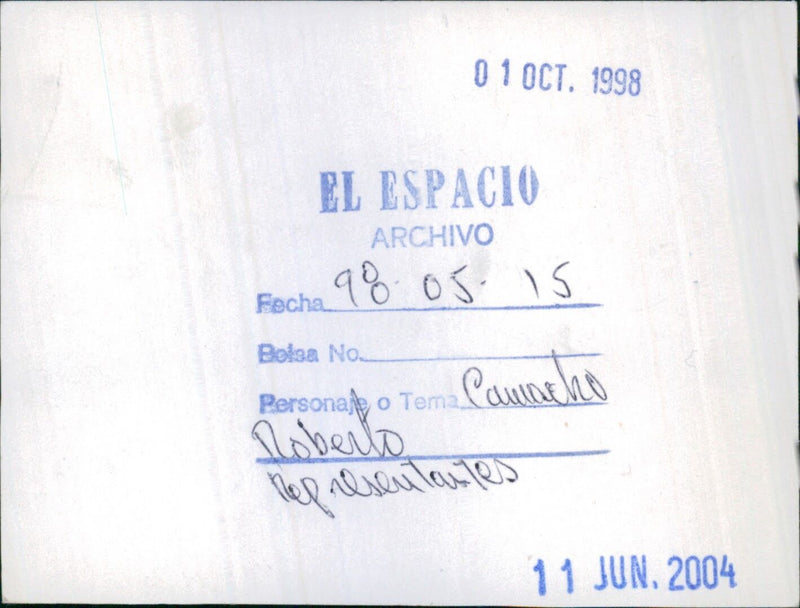 01 OCT. 1998
EL ESPACIO
ARCHIVO
Fecha 98-05-15
Bolsa No.
Personaje o Tema Camacho
Roberto
Representantes
11 JUN. 2004